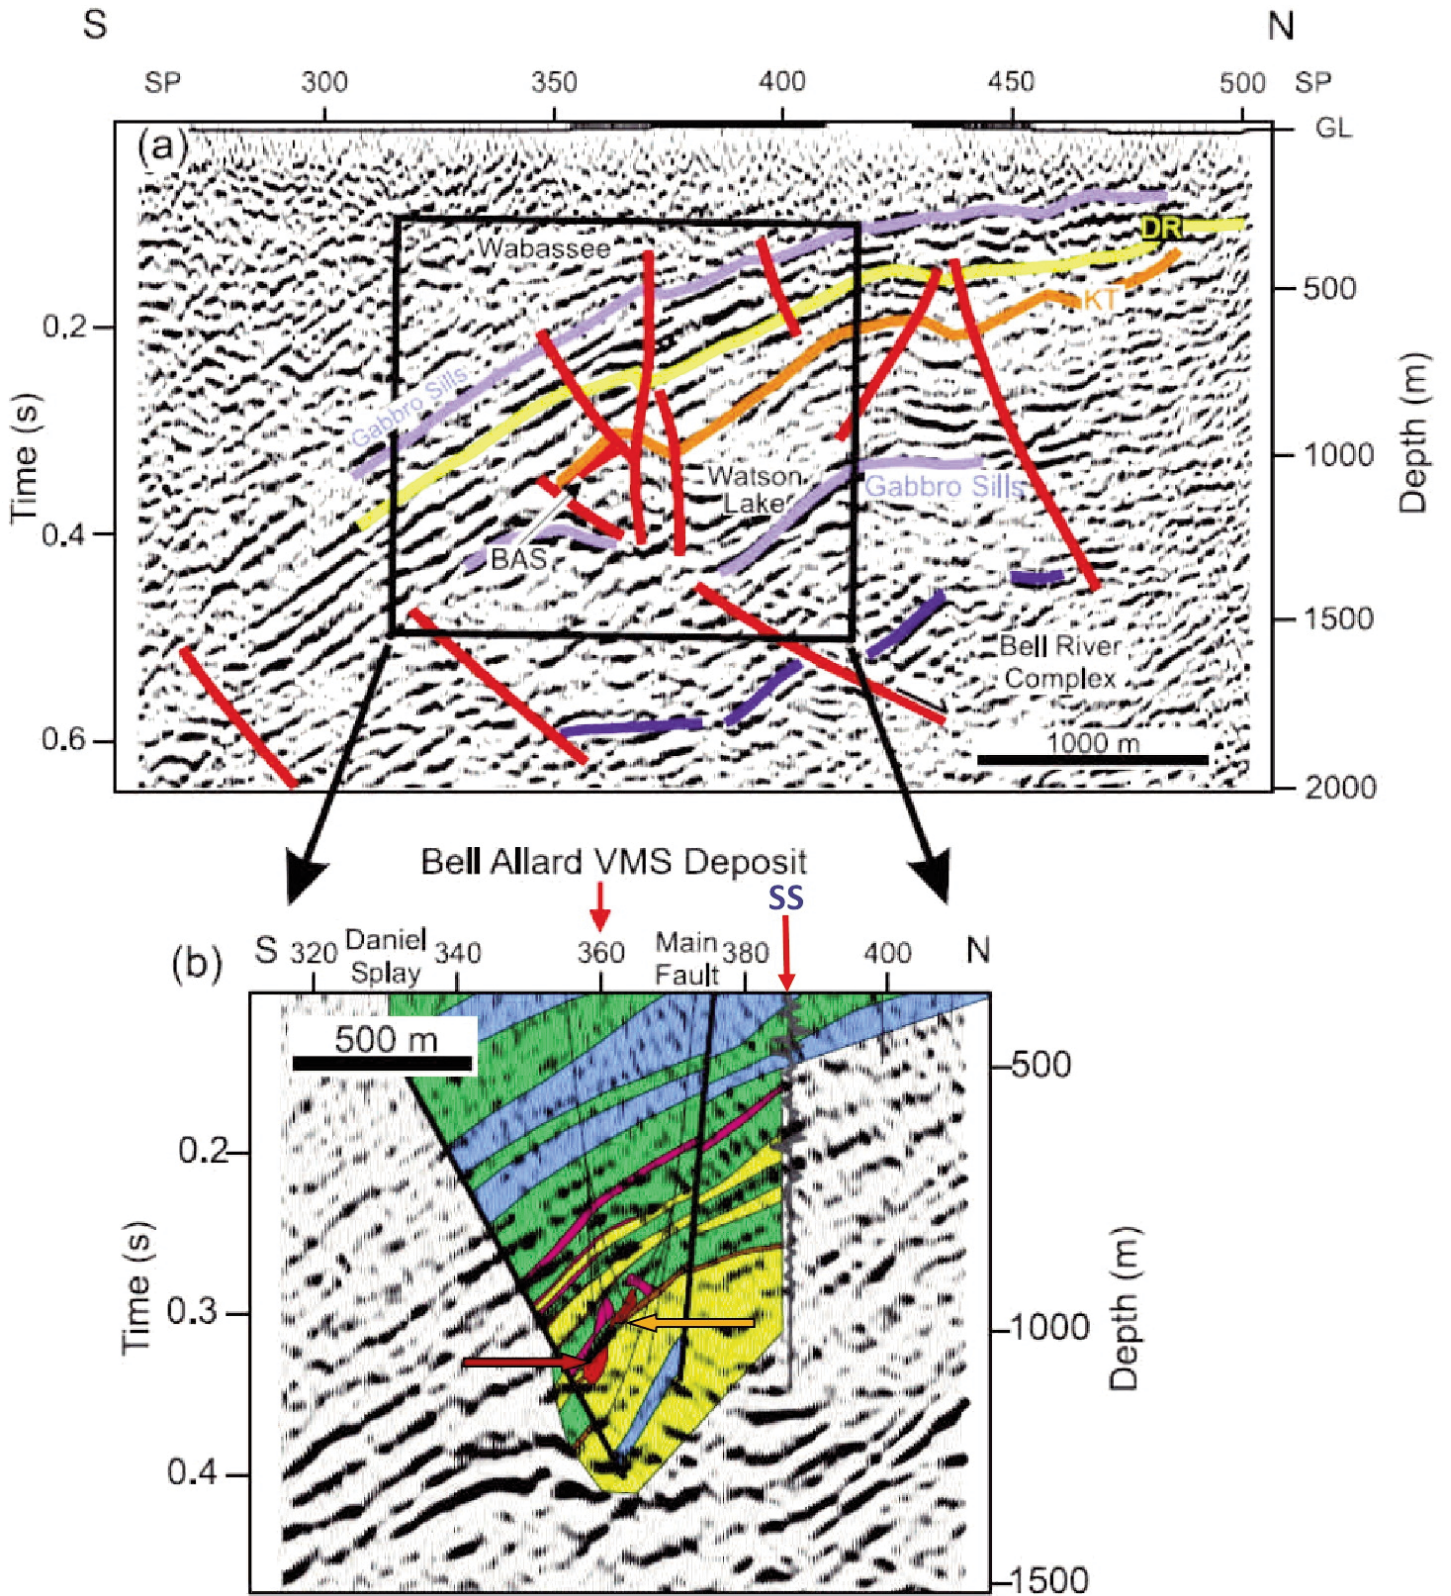 S N
SP 300 350 400 450 500 SP
(a) GL
Wabassee
DR
500
KT
0.2
Gabbro Sills
Time (s)
Depth (m)
1000
Watson
Lake
Gabbro Sills
0.4
BAS
1500
Bell River
Complex
0.6
1000 m
2000
Bell Allard VMS Deposit
SS
(b) S 320 Daniel Splay 340 360 Main Fault 380 400 N
500 m
500
0.2
Time (s)
Depth (m)
0.3
1000
0.4
1500